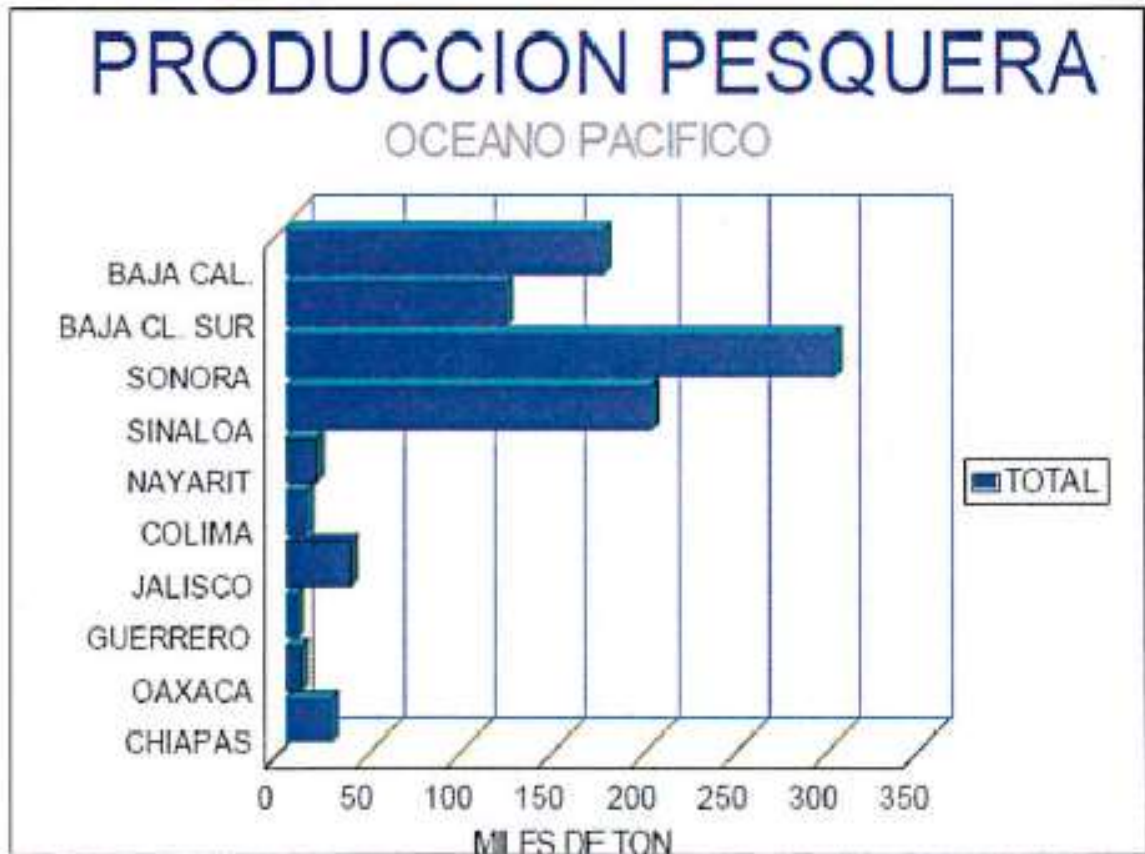 PRODUCCION PESQUERA
OCEANO PACIFICO
BAJA CAL.
BAJA CL. SUR
SONORA
SINALOA
NAYARIT
COLIMA
JALISCO
GUERRERO
OAXACA
CHIAPAS
TOTAL
0 50 100 150 200 250 300 350
MILES DE TON